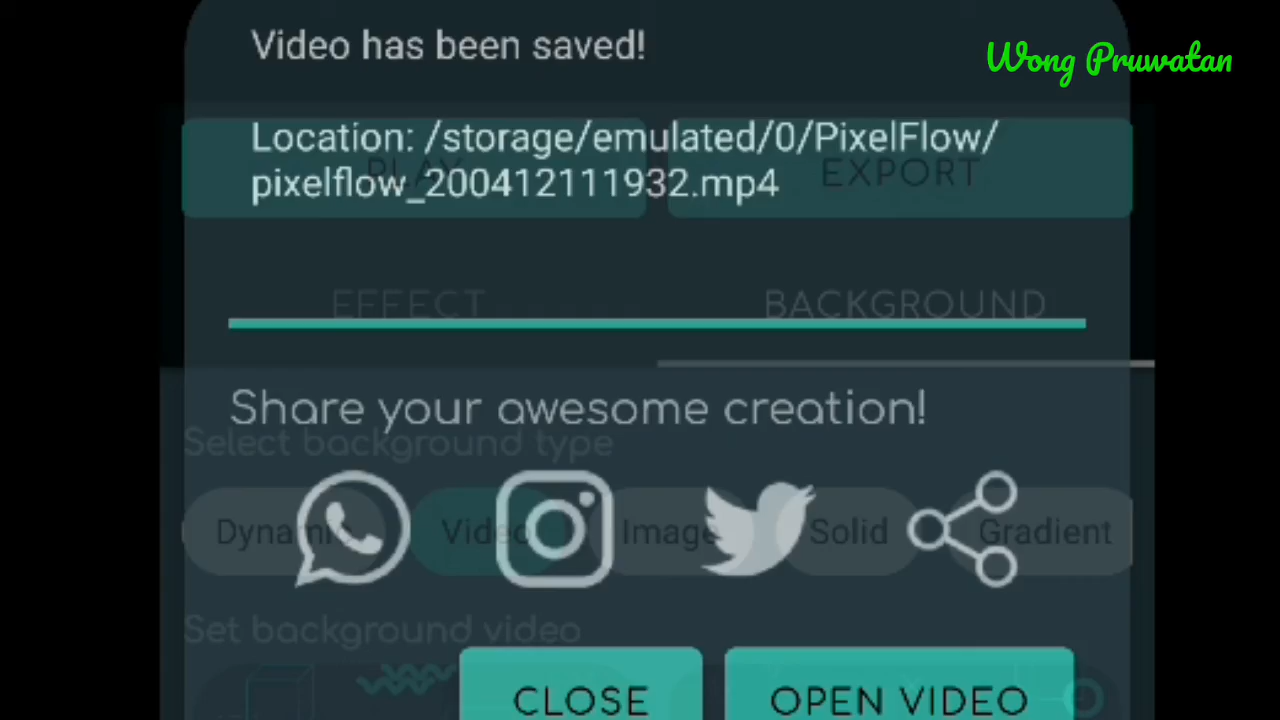 Video has been saved!
Wong Pruwatan
Location: /storage/emulated/0/PixelFlow/
pixelflow_200412111932.mp4
PLAY
EXPORT
EFFECT
BACKGROUND
Share your awesome creation!
Select background type
Dynamic
Video
Image
Solid
Gradient
Set background video
CLOSE
OPEN VIDEO